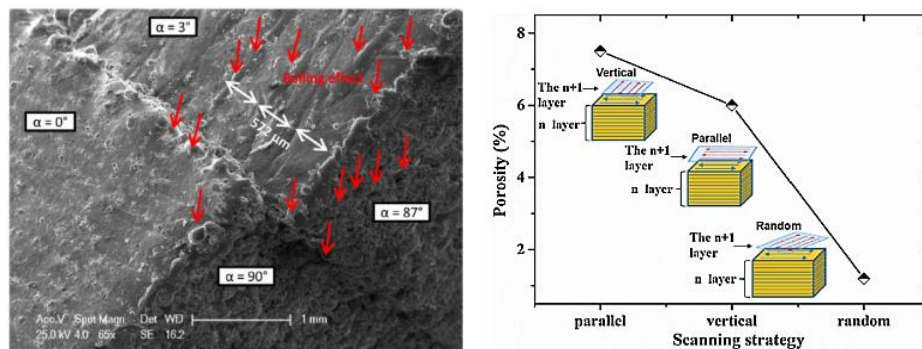 α = 3°
Balling effect
α = 0°
572 µm
α = 87°
α = 90°
Acc.V Spot Magn Det WD
25.0 kV 4.0 65x SE 16.2
1 mm
8
6
4
2
Porosity (%)
Vertical
The n+1
layer
n layer
Parallel
The n+1
layer
n layer
Random
The n+1
layer
n layer
parallel vertical random
Scanning strategy